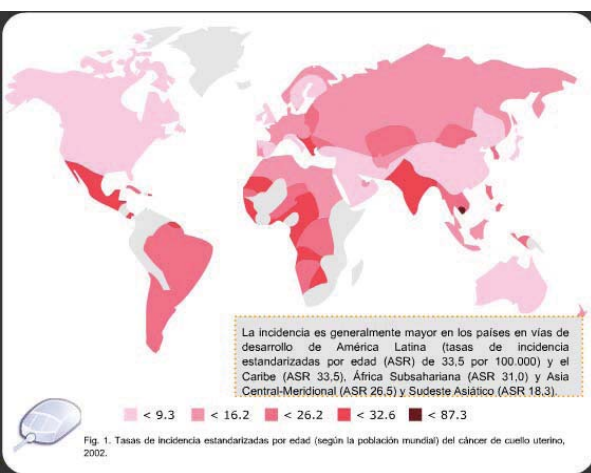 La incidencia es generalmente mayor en los países en vías de
desarrollo de América Latina (tasas de incidencia
estandarizadas por edad (ASR) de 33,5 por 100.000) y el
Caribe (ASR 33,5), África Subsahariana (ASR 31,0) y Asia
Central-Meridional (ASR 26,5) y Sudeste Asiático (ASR 18,3).
< 9.3 < 16.2 < 26.2 < 32.6 < 87.3
Fig. 1. Tasas de incidencia estandarizadas por edad (según la población mundial) del cáncer de cuello uterino,
2002.